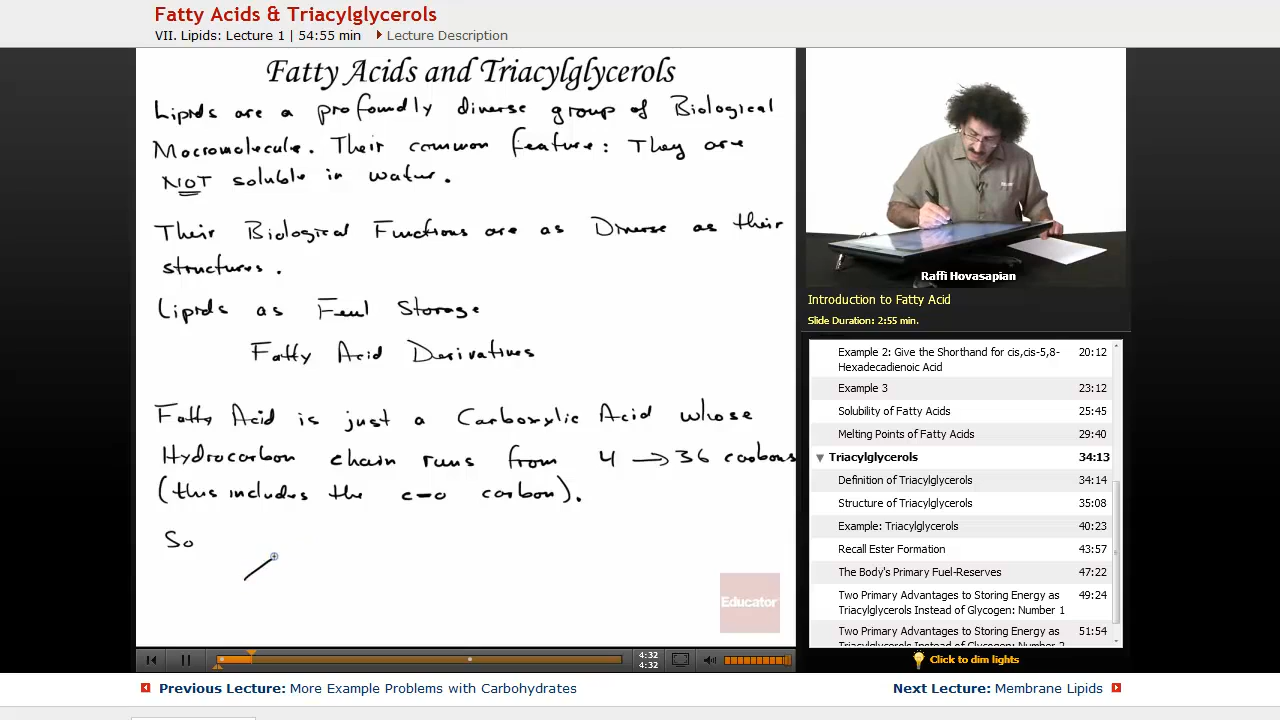 Fatty Acids & Triacylglycerols
VII. Lipids: Lecture 1 | 54:55 min
Lecture Description
Fatty Acids and Triacylglycerols
Lipids are a profoundly diverse group of Biological
Macromolecule. Their common feature: They are
NOT soluble in water.
Their Biological Functions are as Diverse as their
structures.
Lipids as Fuel Storage
Fatty Acid Derivatives
Fatty Acid is just a Carboxylic Acid whose
Hydrocarbon chain runs from 4 → 36 carbons
(this includes the c=o carbon).
So
Educator
4:32
4:32
Raffi Hovasapian
Introduction to Fatty Acid
Slide Duration: 2:55 min.
Example 2: Give the Shorthand for cis,cis-5,8- 20:12
Hexadecadienoic Acid
Example 3 23:12
Solubility of Fatty Acids 25:45
Melting Points of Fatty Acids 29:40
Triacylglycerols 34:13
Definition of Triacylglycerols 34:14
Structure of Triacylglycerols 35:08
Example: Triacylglycerols 40:23
Recall Ester Formation 43:57
The Body's Primary Fuel-Reserves 47:22
Two Primary Advantages to Storing Energy as 49:24
Triacylglycerols Instead of Glycogen: Number 1
Two Primary Advantages to Storing Energy as 51:54
Triacylglycerols Instead of Glycogen: Number 2
Click to dim lights
Previous Lecture: More Example Problems with Carbohydrates
Next Lecture: Membrane Lipids